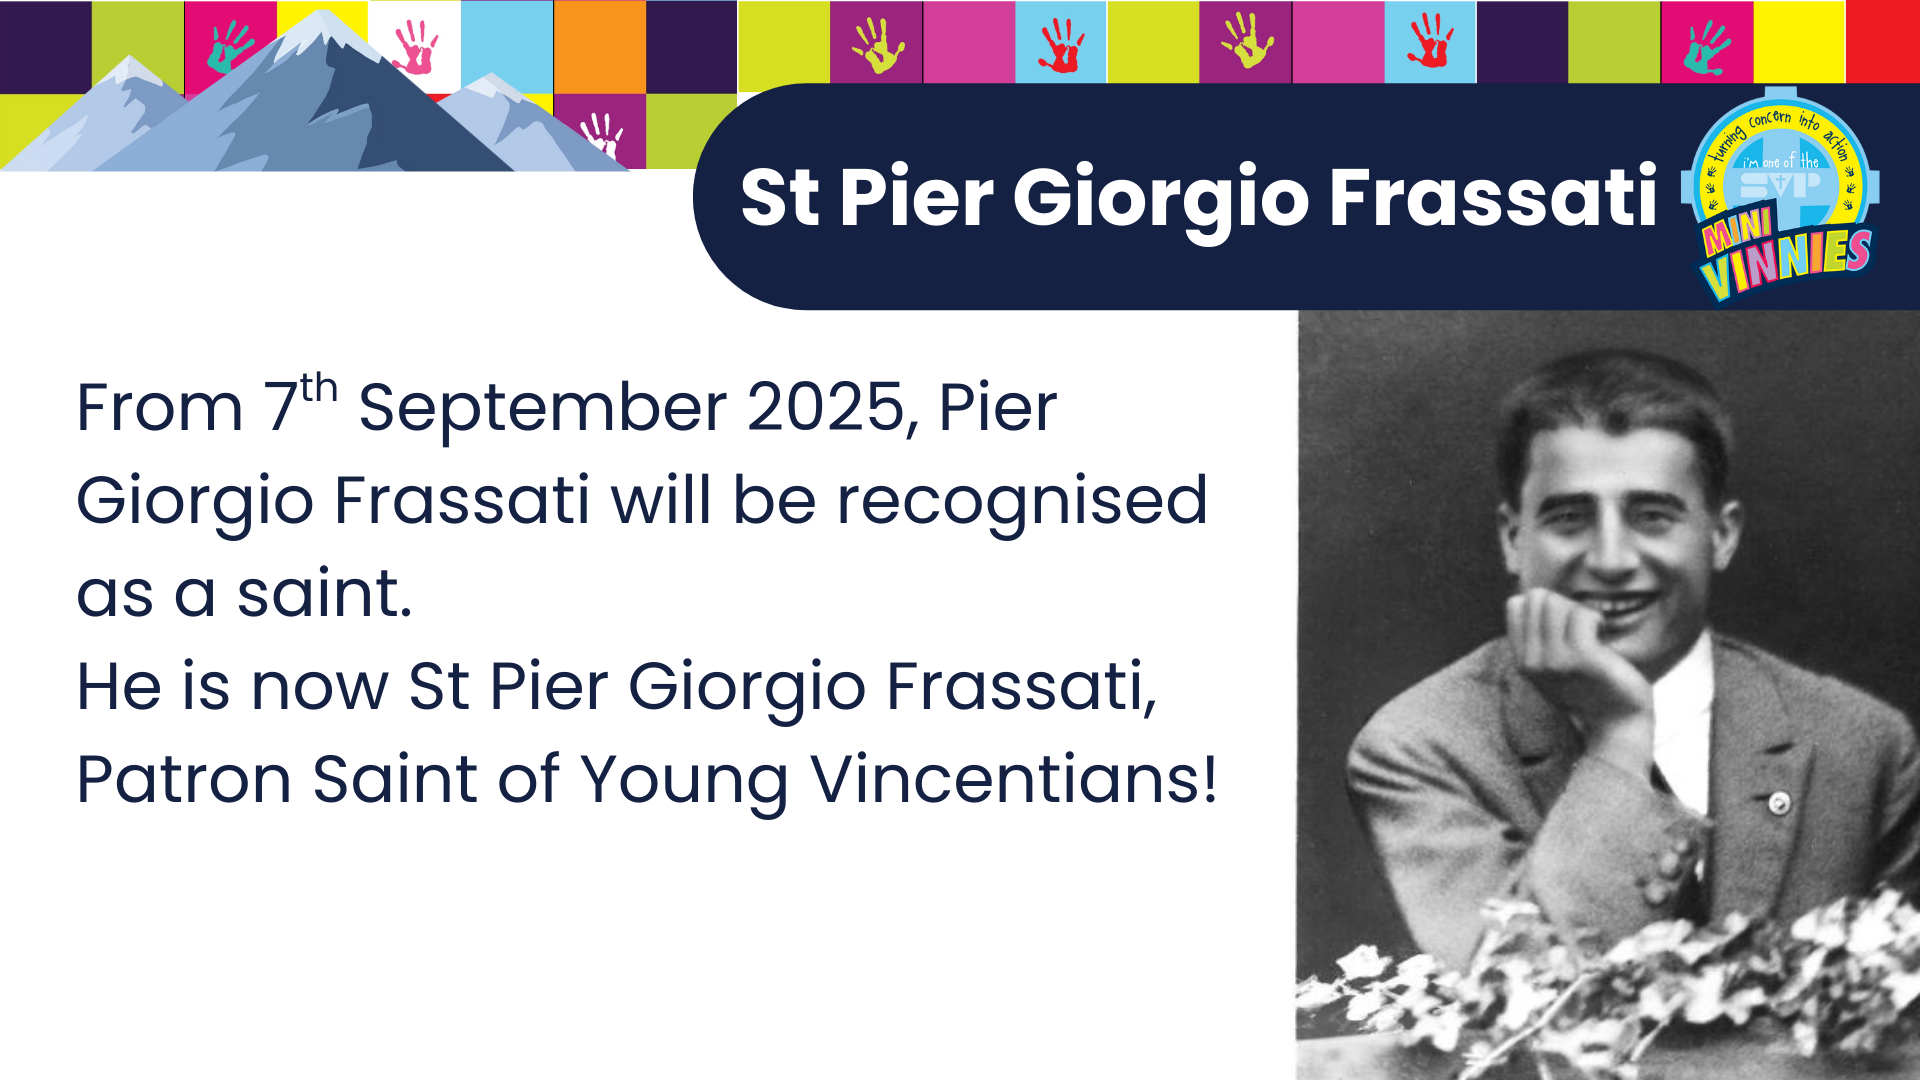 St Pier Giorgio Frassati
turning concern into action
i'm one of the
SVP
MINI
VINNIES
From 7th September 2025, Pier
Giorgio Frassati will be recognised
as a saint.
He is now St Pier Giorgio Frassati,
Patron Saint of Young Vincentians!